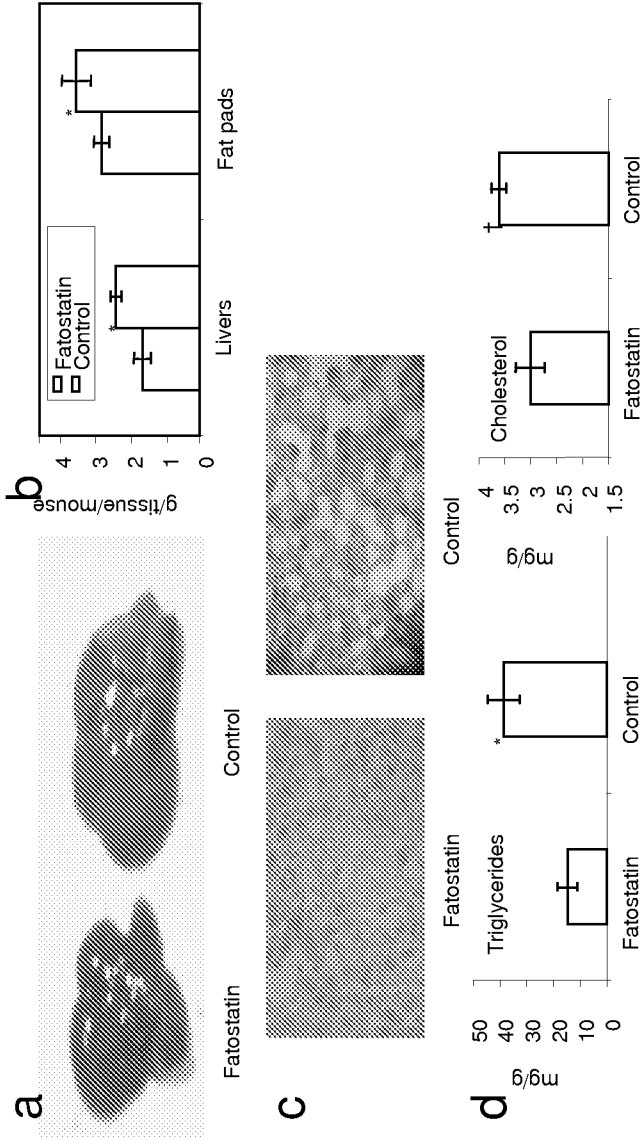 a
Fatostatin
Control
b
g/tissue/mouse
4
3
2
1
0
Fatostatin
Control
*
*
Livers
Fat pads
c
Fatostatin
Control
d
mg/g
50
40
30
20
10
0
Triglycerides
*
Fatostatin
Control
mg/g
4
3.5
3
2.5
2
1.5
Cholesterol
†
Fatostatin
Control